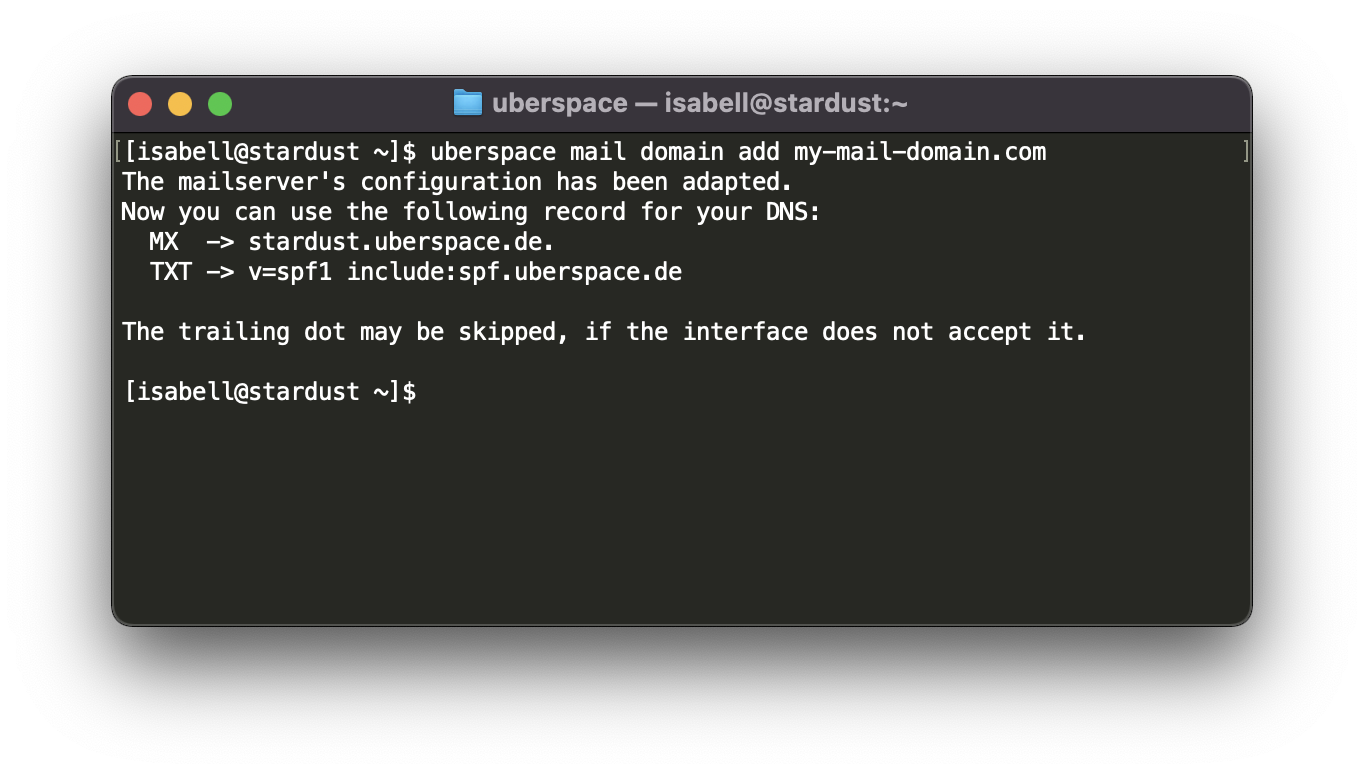 uberspace — isabell@stardust:~
[[isabell@stardust ~]$ uberspace mail domain add my-mail-domain.com ]
The mailserver's configuration has been adapted.
Now you can use the following record for your DNS:
  MX  -> stardust.uberspace.de.
  TXT -> v=spf1 include:spf.uberspace.de
The trailing dot may be skipped, if the interface does not accept it.
[isabell@stardust ~]$